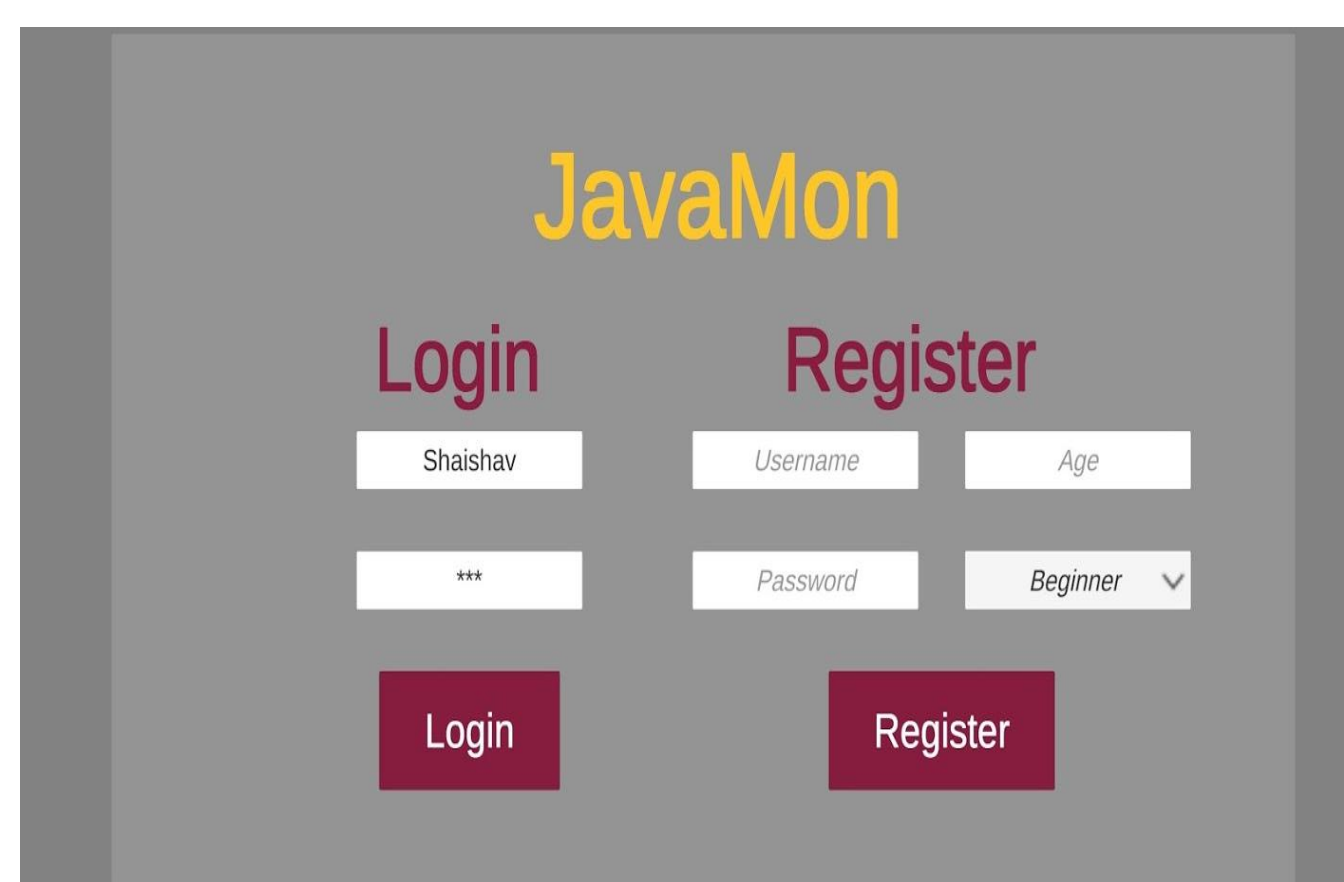 JavaMon
Login
Register
Shaishav
Username
Age
***
Password
Beginner
Login
Register